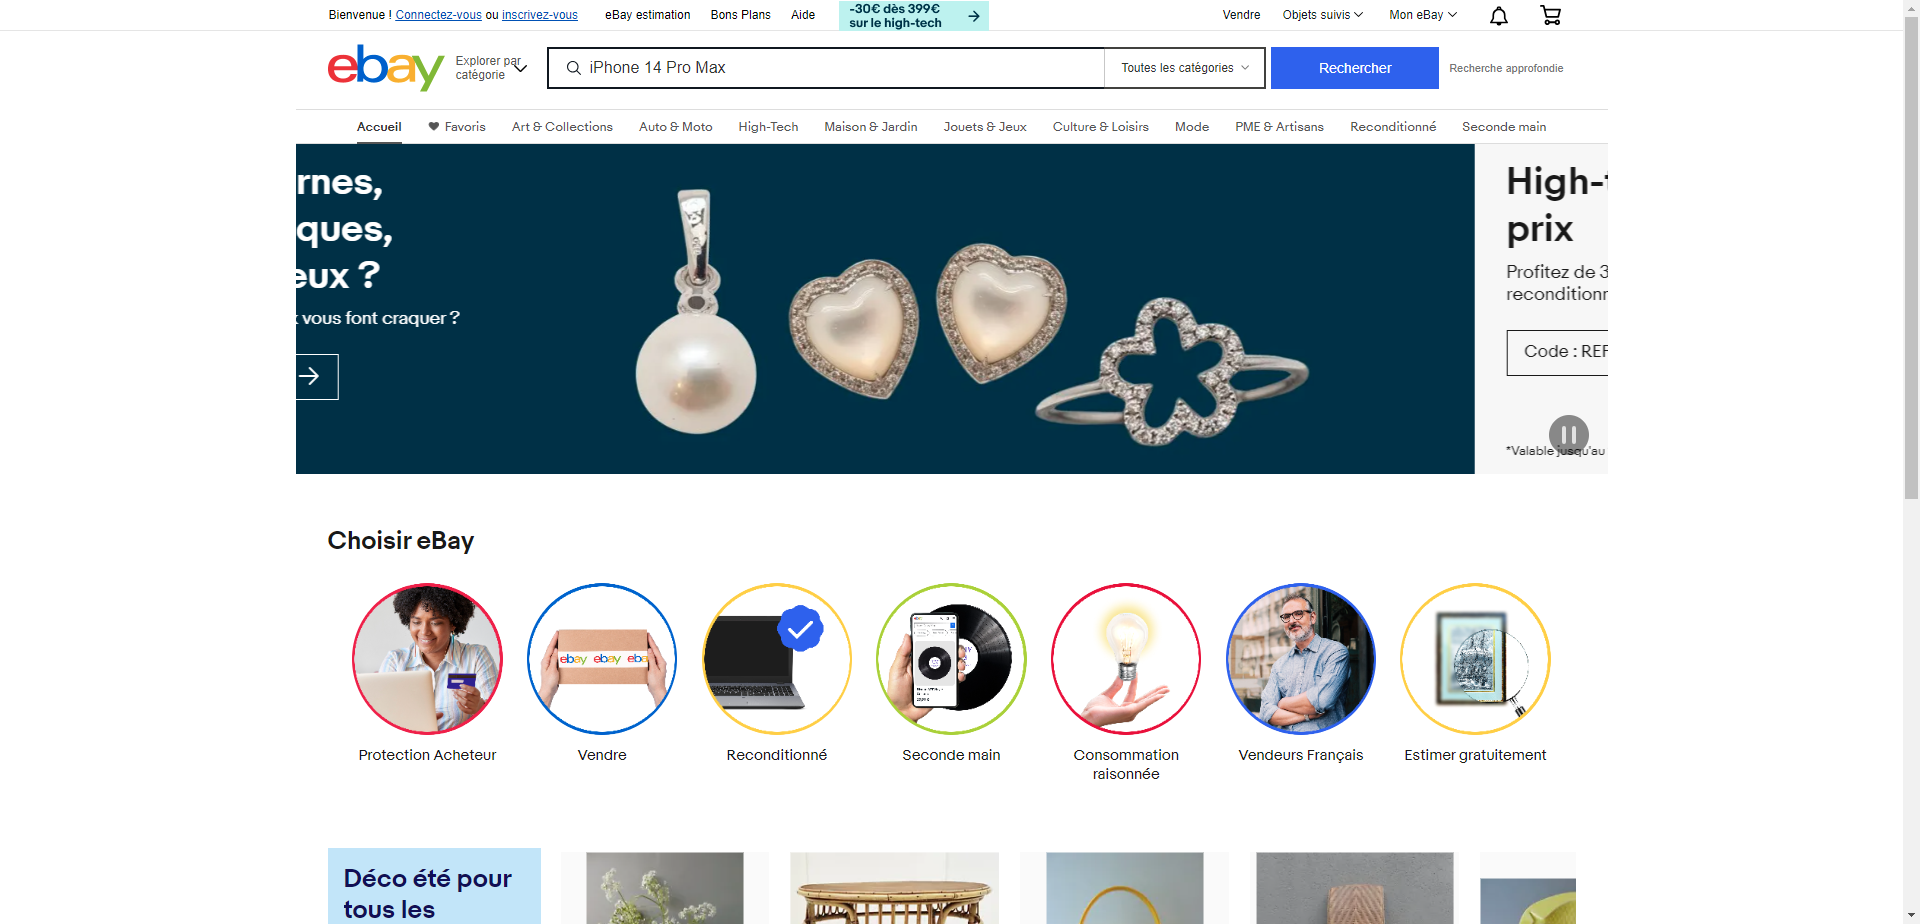 Bienvenue ! Connectez-vous ou inscrivez-vous
eBay estimation
Bons Plans
Aide
-30€ dès 399€
sur le high-tech
Vendre
Objets suivis
Mon eBay
ebay
Explorer par
catégorie
iPhone 14 Pro Max
Toutes les catégories
Rechercher
Recherche approfondie
Accueil
Favoris
Art & Collections
Auto & Moto
High-Tech
Maison & Jardin
Jouets & Jeux
Culture & Loisirs
Mode
PME & Artisans
Reconditionné
Seconde main
rnes,
ques,
eux ?
x vous font craquer ?
High-t
prix
Profitez de 3
reconditionn
Code : REF
*Valable jusqu'au
Choisir eBay
ebay ebay eba
Protection Acheteur
Vendre
Reconditionné
Seconde main
Consommation
raisonnée
Vendeurs Français
Estimer gratuitement
Déco été pour
tous les